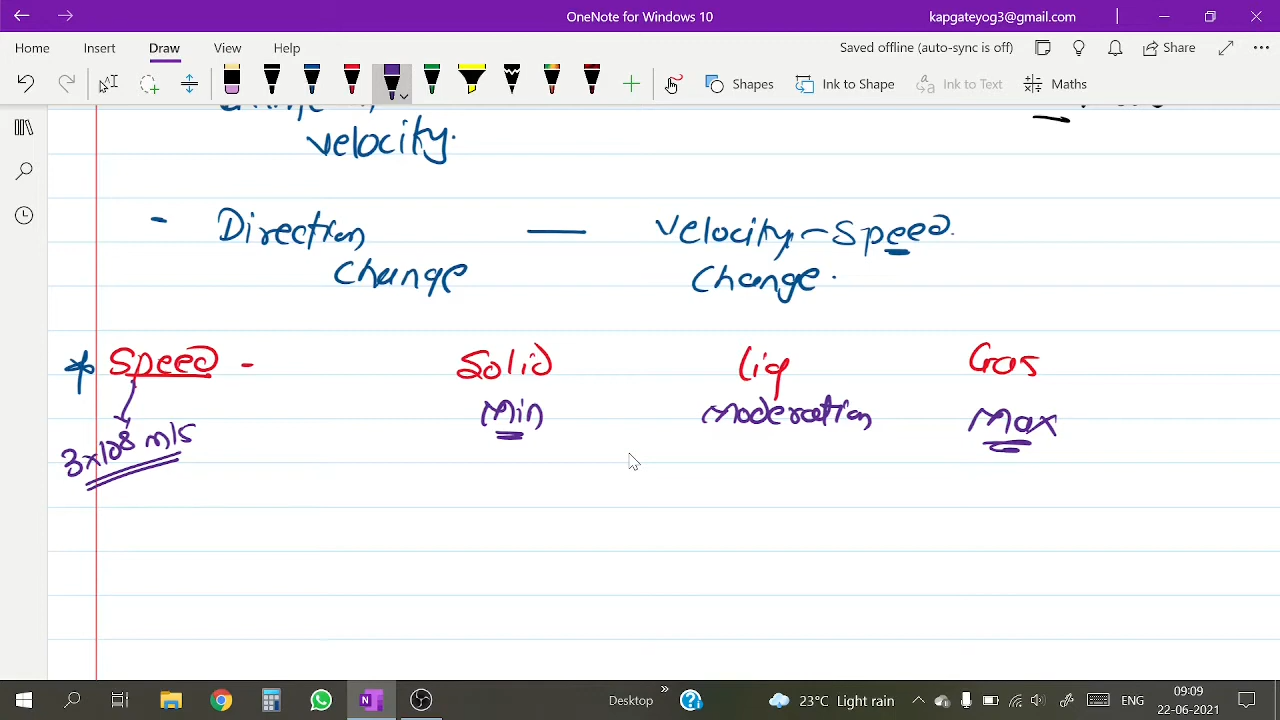 OneNote for Windows 10
kapgateyog3@gmail.com
Home Insert Draw View Help
Saved offline (auto-sync is off)
Share
Shapes
Ink to Shape
Ink to Text
Maths
velocity.
- Direction — velocity - speed.
change change.
* Speed - Solid Liq Gas
Min Moderation Max
3x108 m/s
Desktop
23°C Light rain
ENG
09:09
22-06-2021